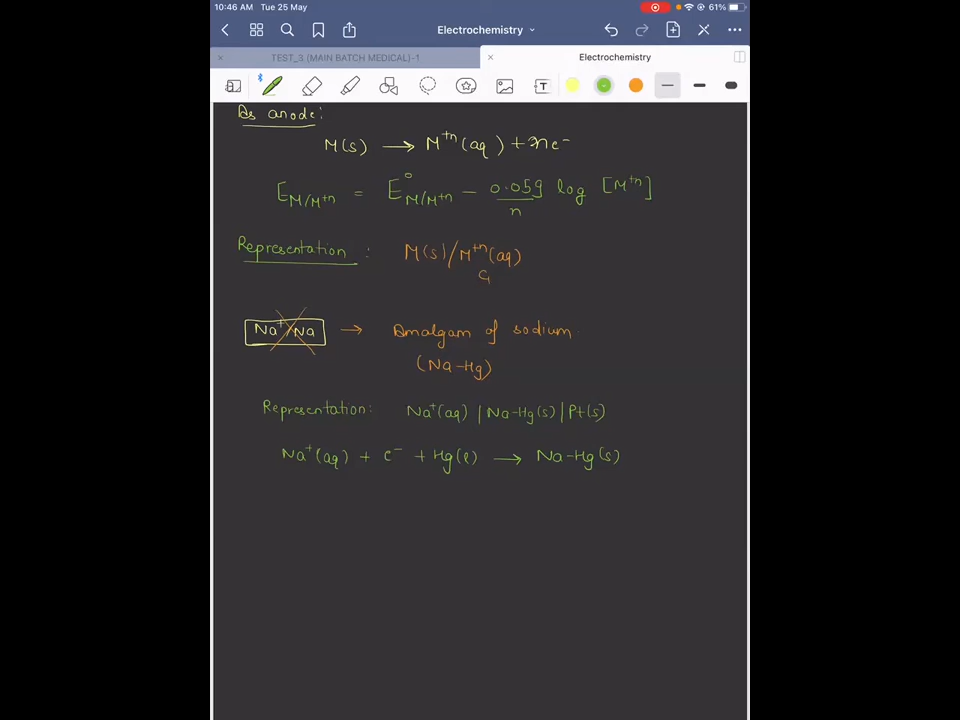 10:46 AM Tue 25 May 61%
Electrochemistry
TEST_3 (MAIN BATCH MEDICAL)-1 Electrochemistry
As anode:
M(s) → M⁺ⁿ(aq) + ne⁻
E_M/M⁺ⁿ = E⁰_M/M⁺ⁿ − 0.059/n log [M⁺ⁿ]
Representation: M(s)/M⁺ⁿ(aq)
C₁
Na⁺/Na → Amalgam of sodium
(Na-Hg)
Representation: Na⁺(aq) | Na-Hg(s) | Pt(s)
Na⁺(aq) + e⁻ + Hg(l) → Na-Hg(s)